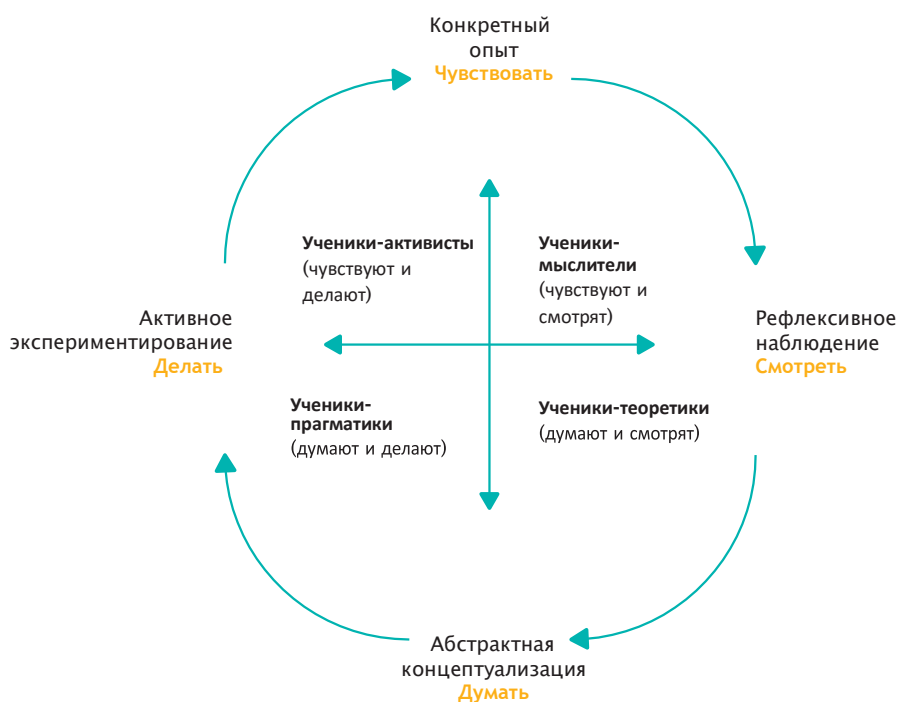 Конкретный
опыт
Чувствовать
Ученики-активисты
(чувствуют и
делают)
Ученики-
мыслители
(чувствуют и
смотрят)
Активное
экспериментирование
Делать
Рефлексивное
наблюдение
Смотреть
Ученики-
прагматики
(думают и делают)
Ученики-теоретики
(думают и смотрят)
Абстрактная
концептуализация
Думать